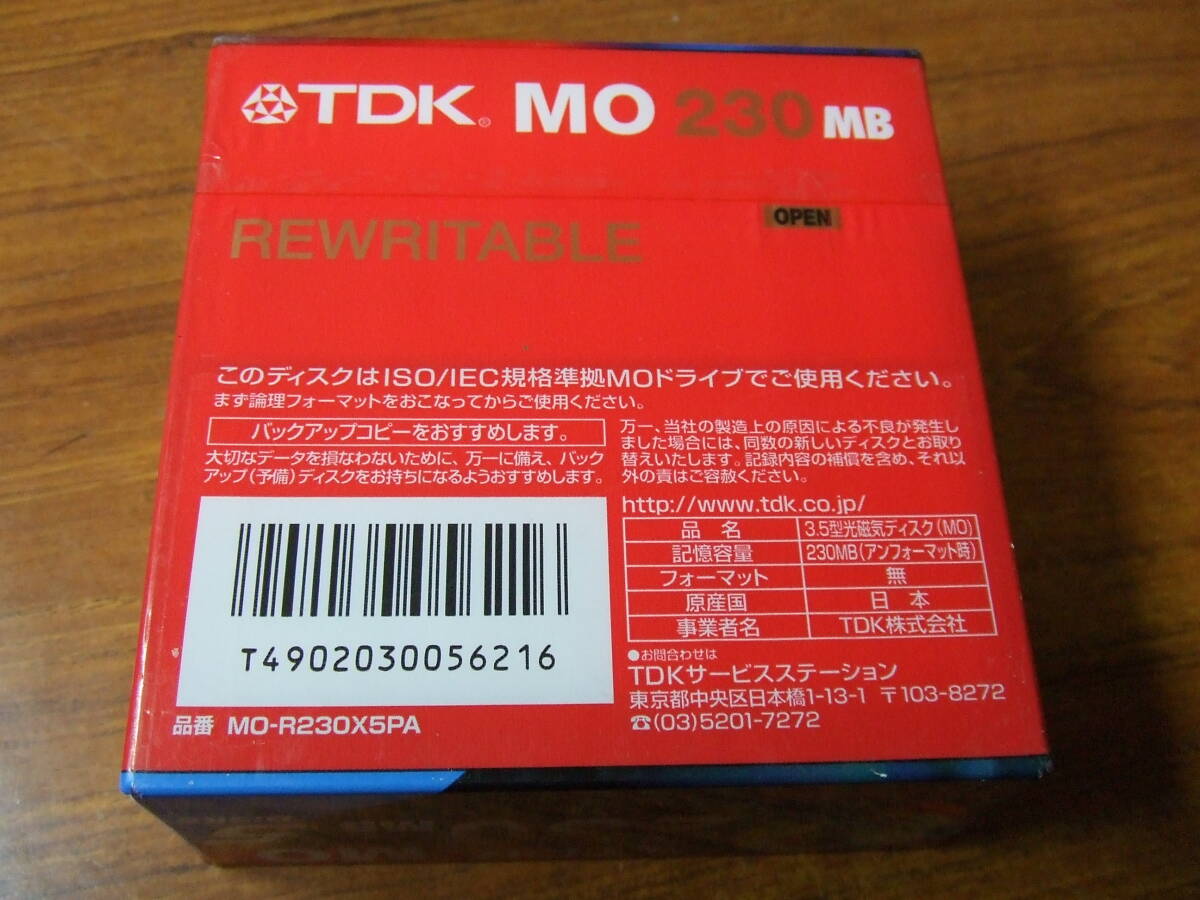 TDK® MO 230 MB
OPEN
REWRITABLE
このディスクはISO/IEC規格準拠MOドライブでご使用ください。
まず論理フォーマットをおこなってからご使用ください。
バックアップコピーをおすすめします。
大切なデータを損なわないために、万一に備え、バック
アップ(予備)ディスクをお持ちになるようおすすめします。
万一、当社の製造上の原因による不良が発生し
ました場合には、同数の新しいディスクとお取り
替えいたします。記録内容の補償を含め、それ以
外の責はご容赦ください。
http://www.tdk.co.jp/
品名 3.5型光磁気ディスク(MO)
記憶容量 230MB(アンフォーマット時)
フォーマット 無
原産国 日本
事業者名 TDK株式会社
●お問合わせは
TDKサービスステーション
東京都中央区日本橋1-13-1 〒103-8272
☎(03)5201-7272
T4902030056216
品番 MO-R230X5PA